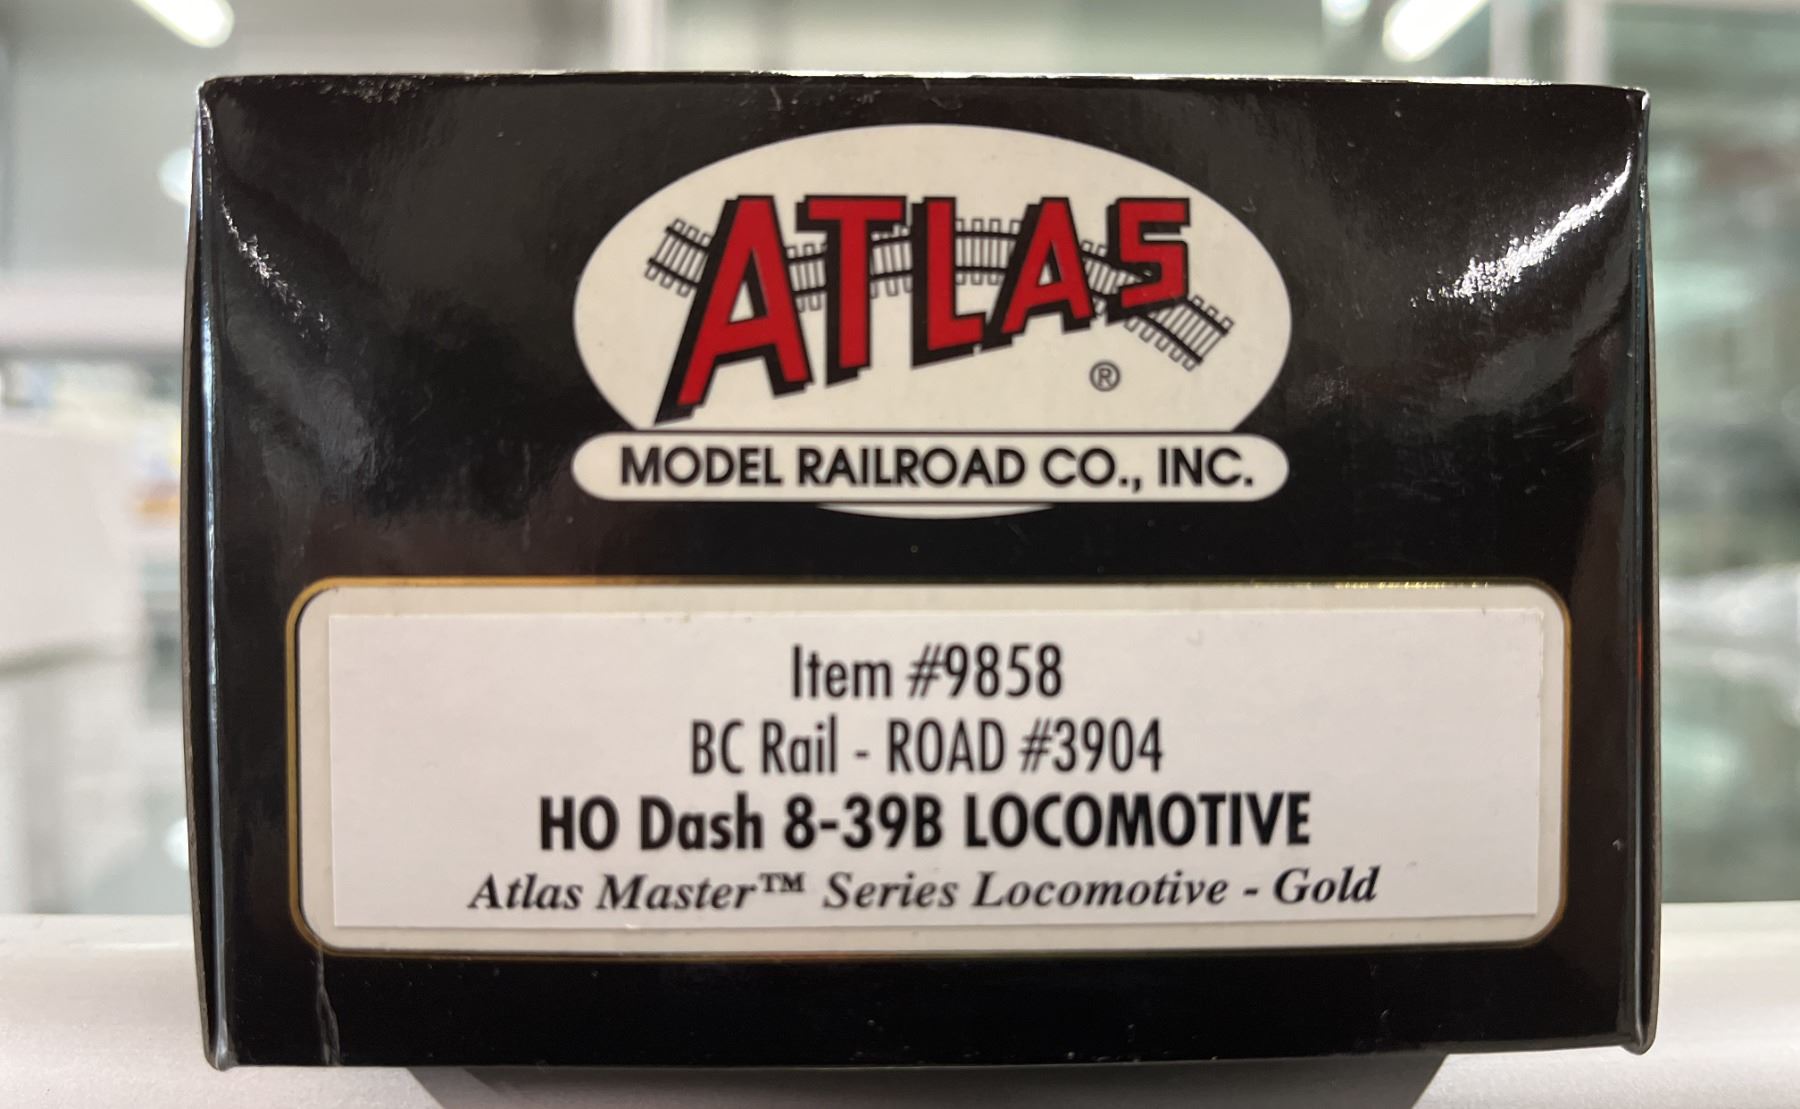 ATLAS
®
MODEL RAILROAD CO., INC.
Item #9858
BC Rail - ROAD #3904
HO Dash 8-39B LOCOMOTIVE
Atlas Master™ Series Locomotive - Gold